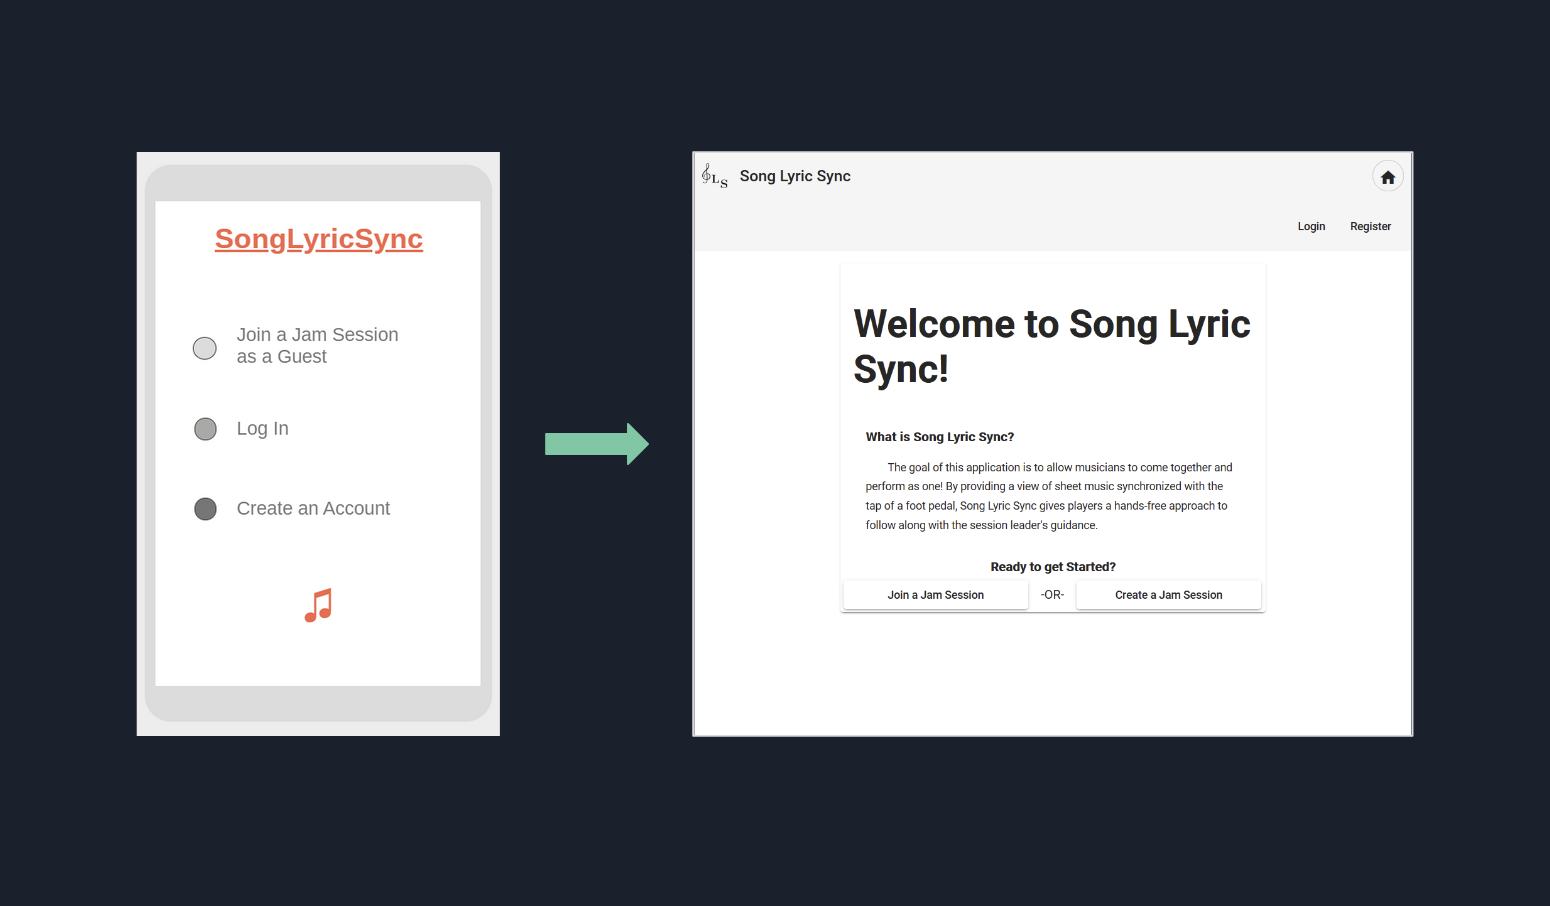 SongLyricSync
Join a Jam Session
as a Guest
Log In
Create an Account
LS
Song Lyric Sync
Login
Register
Welcome to Song Lyric
Sync!
What is Song Lyric Sync?
The goal of this application is to allow musicians to come together and
perform as one! By providing a view of sheet music synchronized with the
tap of a foot pedal, Song Lyric Sync gives players a hands-free approach to
follow along with the session leader's guidance.
Ready to get Started?
Join a Jam Session
-OR-
Create a Jam Session